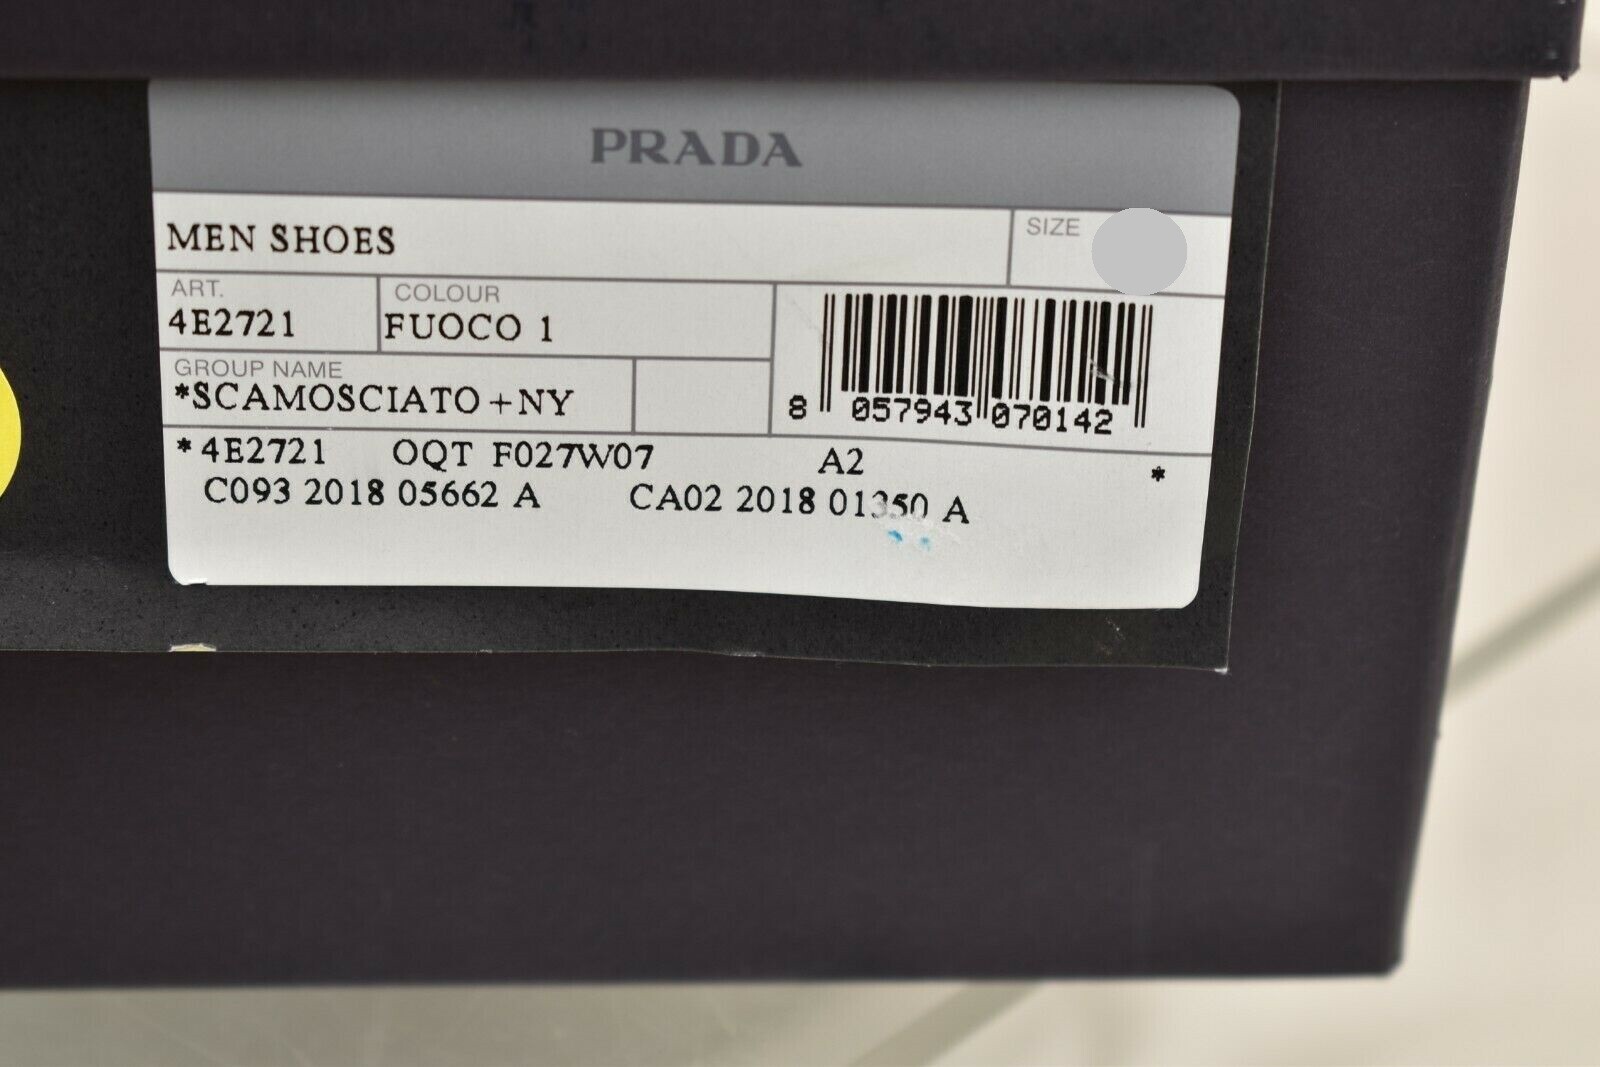 PRADA
MEN SHOES
SIZE
ART.
4E2721
COLOUR
FUOCO 1
GROUP NAME
*SCAMOSCIATO+NY
8 057943 070142
* 4E2721 OQT F027W07 A2 *
C093 2018 05662 A CA02 2018 01350 A